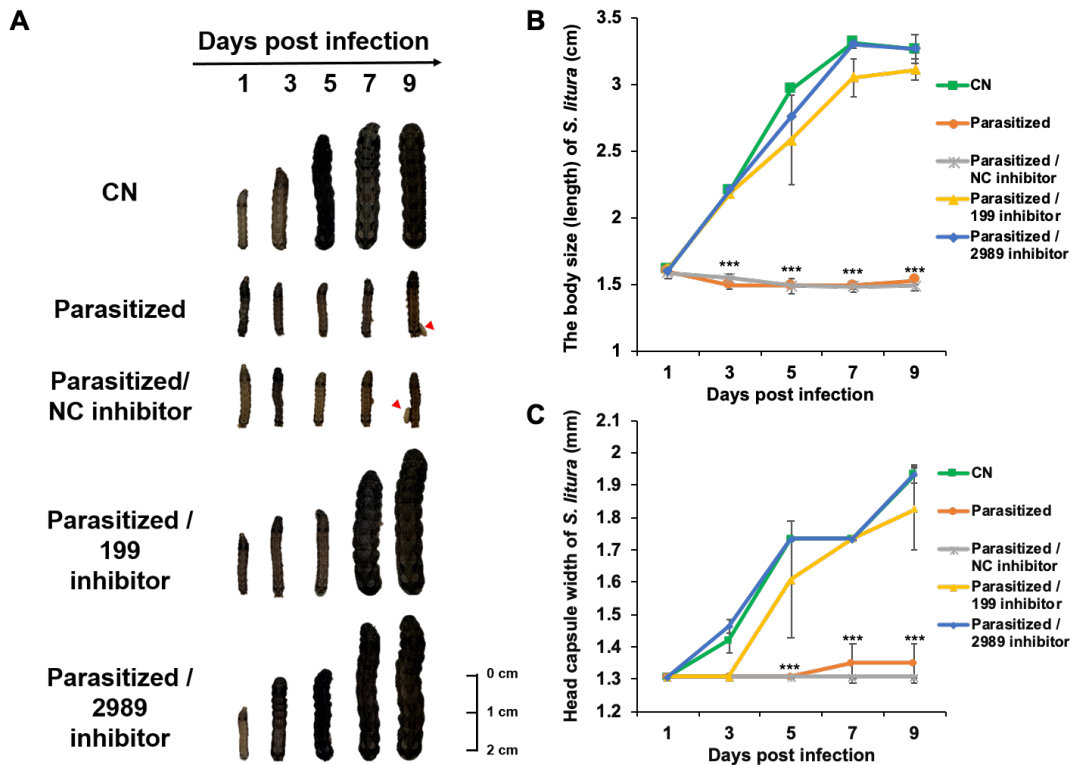 A
Days post infection
1 3 5 7 9
CN
Parasitized
Parasitized/
NC inhibitor
Parasitized /
199
inhibitor
Parasitized /
2989
inhibitor
0 cm
1 cm
2 cm
B
The body size (length) of S. litura (cm)
3.5
3
2.5
2
1.5
1
*** *** *** ***
1 3 5 7 9
Days post infection
CN
Parasitized
Parasitized /
NC inhibitor
Parasitized /
199 inhibitor
Parasitized /
2989 inhibitor
C
Head capsule width of S. litura (mm)
2.1
2
1.9
1.8
1.7
1.6
1.5
1.4
1.3
1.2
*** *** ***
1 3 5 7 9
Days post infection
CN
Parasitized
Parasitized /
NC inhibitor
Parasitized /
199 inhibitor
Parasitized /
2989 inhibitor